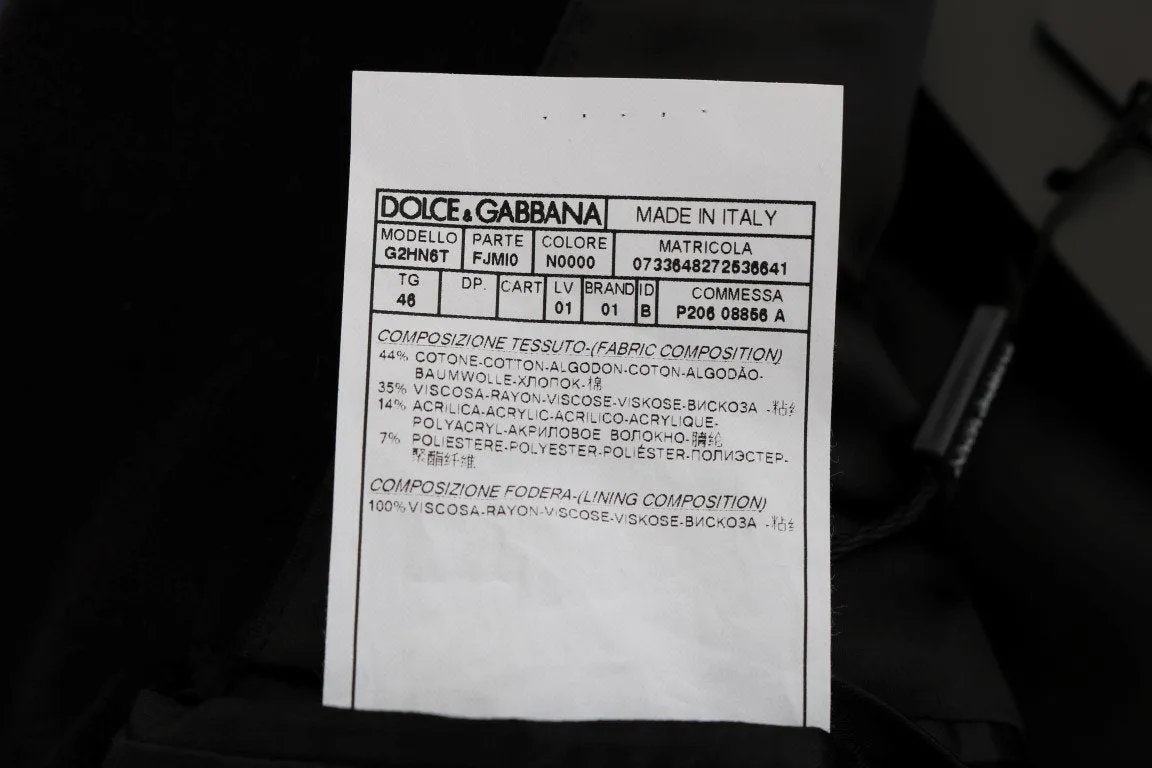 DOLCE & GABBANA MADE IN ITALY
MODELLO PARTE COLORE MATRICOLA
G2HN6T FJMI0 N0000 0733648272536641
TG DP. CART LV BRAND ID COMMESSA
46 01 01 B P206 08856 A
COMPOSIZIONE TESSUTO-(FABRIC COMPOSITION)
44% COTONE-COTTON-ALGODON-COTON-ALGODÃO-
BAUMWOLLE-ХЛОПОК-棉
35% VISCOSA-RAYON-VISCOSE-VISKOSE-ВИСКОЗА -粘
14% ACRILICA-ACRYLIC-ACRILICO-ACRYLIQUE-
POLYACRYL-АКРИЛОВОЕ ВОЛОКНО-腈纶
7% POLIESTERE-POLYESTER-POLIÉSTER-ПОЛИЭСТЕР-
聚酯纤维
COMPOSIZIONE FODERA-(LINING COMPOSITION)
100% VISCOSA-RAYON-VISCOSE-VISKOSE-ВИСКОЗА -粘